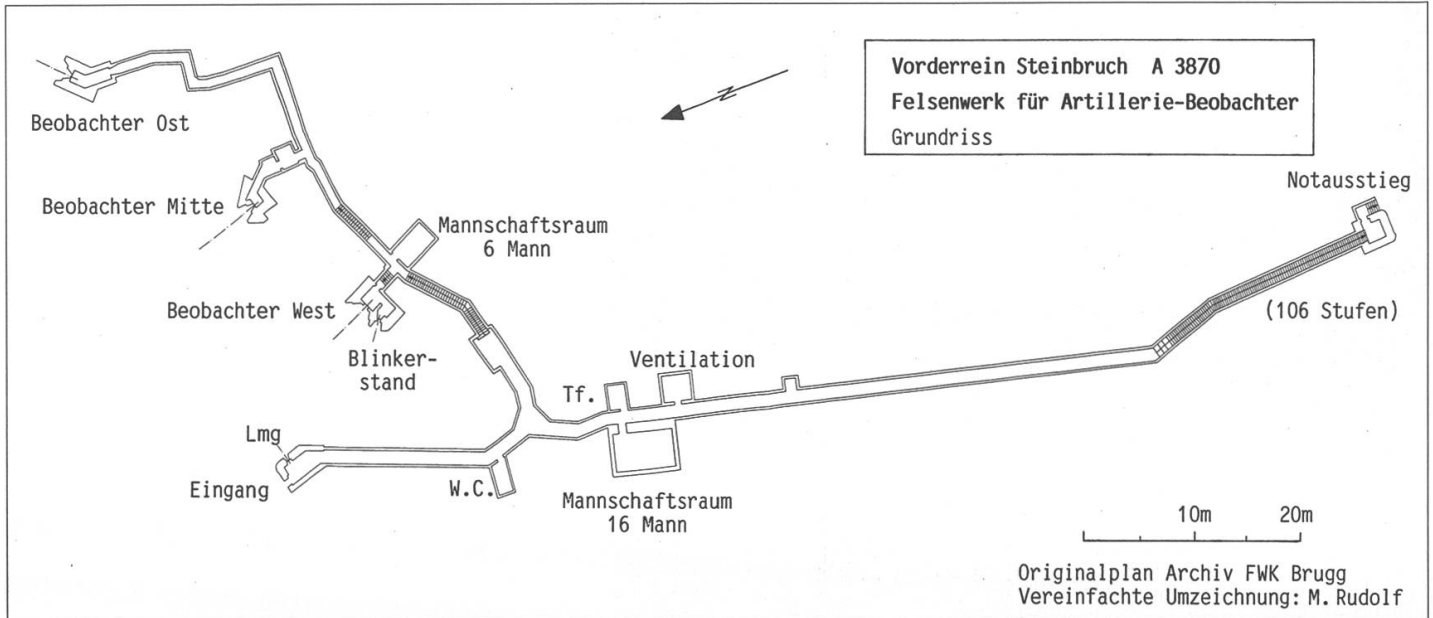 Vorderrein Steinbruch A 3870
Felsenwerk für Artillerie-Beobachter
Grundriss
N
Beobachter Ost
Beobachter Mitte
Mannschaftsraum
6 Mann
Beobachter West
Blinker-
stand
Notausstieg
(106 Stufen)
Ventilation
Tf.
Lmg
Eingang
W.C.
Mannschaftsraum
16 Mann
10m 20m
Originalplan Archiv FWK Brugg
Vereinfachte Umzeichnung: M. Rudolf